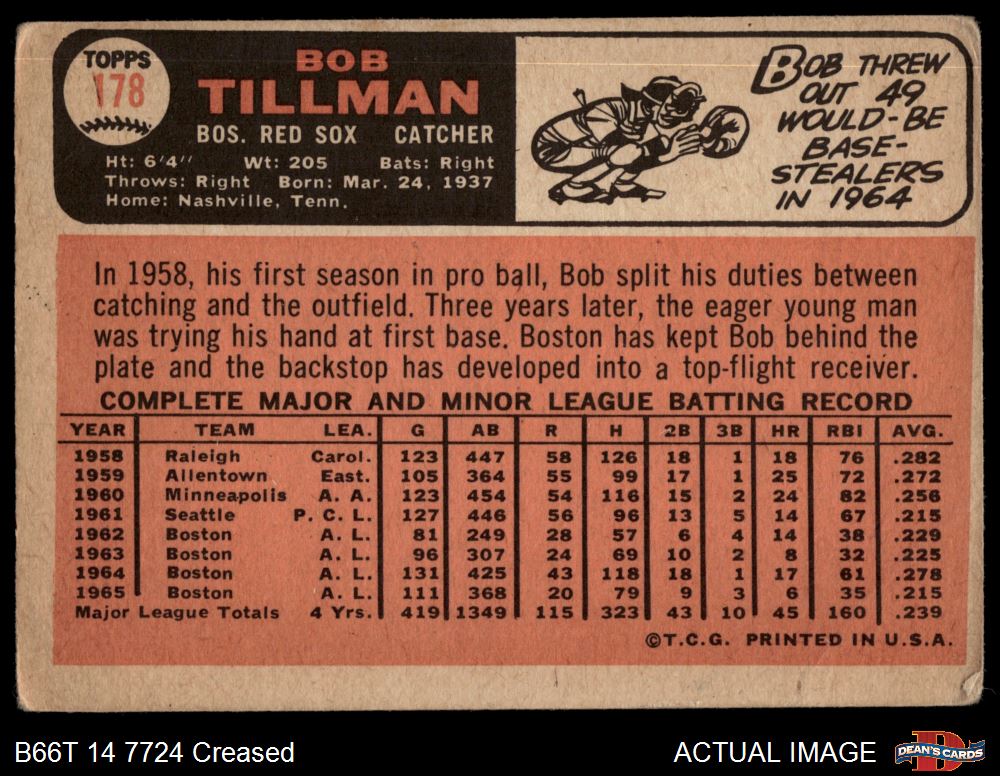 TOPPS
178
BOB
TILLMAN
BOS. RED SOX CATCHER
Ht: 6'4" Wt: 205 Bats: Right
Throws: Right Born: Mar. 24, 1937
Home: Nashville, Tenn.
BOB THREW
OUT 49
WOULD-BE
BASE-
STEALERS
IN 1964
In 1958, his first season in pro ball, Bob split his duties between
catching and the outfield. Three years later, the eager young man
was trying his hand at first base. Boston has kept Bob behind the
plate and the backstop has developed into a top-flight receiver.
COMPLETE MAJOR AND MINOR LEAGUE BATTING RECORD
YEAR TEAM LEA. G AB R H 2B 3B HR RBI AVG.
1958 Raleigh Carol. 123 447 58 126 18 1 18 76 .282
1959 Allentown East. 105 364 55 99 17 1 25 72 .272
1960 Minneapolis A. A. 123 454 54 116 15 2 24 82 .256
1961 Seattle P. C. L. 127 446 56 96 13 5 14 67 .215
1962 Boston A. L. 81 249 28 57 6 4 14 38 .229
1963 Boston A. L. 96 307 24 69 10 2 8 32 .225
1964 Boston A. L. 131 425 43 118 18 1 17 61 .278
1965 Boston A. L. 111 368 20 79 9 3 6 35 .215
Major League Totals 4 Yrs. 419 1349 115 323 43 10 45 160 .239
©T.C.G. PRINTED IN U.S.A.
B66T 14 7724 Creased
ACTUAL IMAGE
DEAN'S CARDS